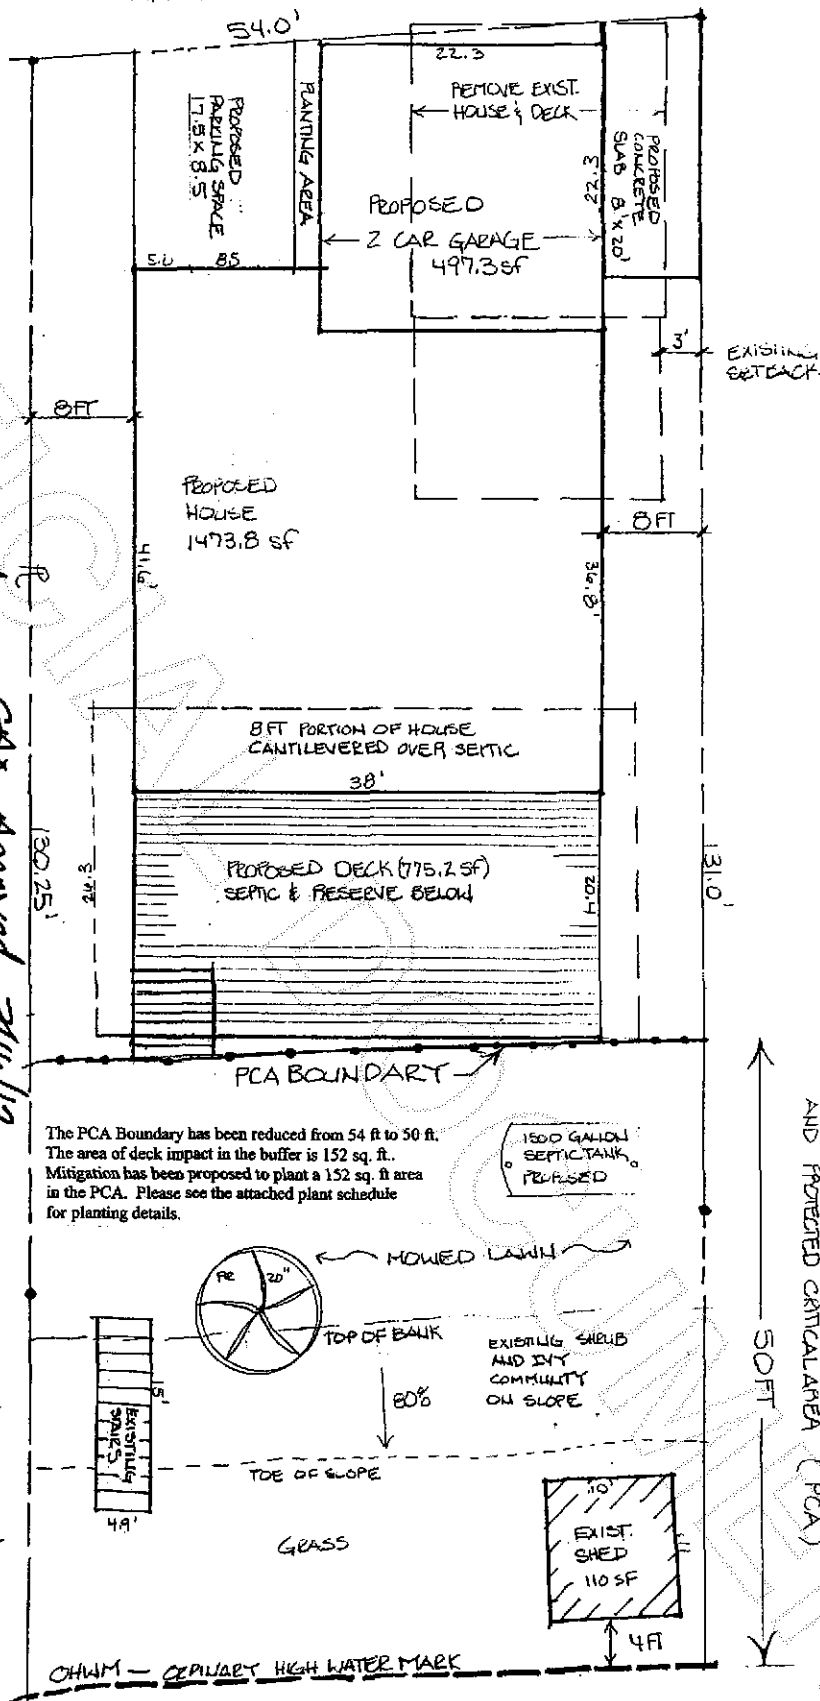 54.0'
22.3
REMOVE EXIST.
HOUSE & DECK
PROPOSED
PARKING SPACE
17.5 X 8.5
PLANTING AREA
PROPOSED
CONCRETE
SLAB 8' X 20'
22.3
PROPOSED
2 CAR GARAGE
497.3 SF
8.5
3'
EXISTING
SETBACK
8FT
PROPOSED
HOUSE
1473.8 SF
8FT
41.6'
36.8'
8FT PORTION OF HOUSE
CANTILEVERED OVER SEPTIC
38'
130.25'
PROPOSED DECK (775.2 SF)
SEPTIC & RESERVE BELOW
20.4
131.0'
PCA BOUNDARY
The PCA Boundary has been reduced from 54 ft to 50 ft.
The area of deck impact in the buffer is 152 sq. ft..
Mitigation has been proposed to plant a 152 sq. ft area
in the PCA. Please see the attached plant schedule
for planting details.
1500 GALLON
SEPTIC TANK
PROPOSED
MOWED LAWN
20"
TOP OF BANK
EXISTING SHRUB
AND IVY
COMMUNITY
ON SLOPE
80%
50FT
AND PROTECTED CRITICAL AREA (PCA)
15'
EXISTING
STAIRS
4.9'
TOE OF SLOPE
GRASS
10'
EXIST.
SHED
110 SF
11
4FT
OHWM — ORDINARY HIGH WATER MARK